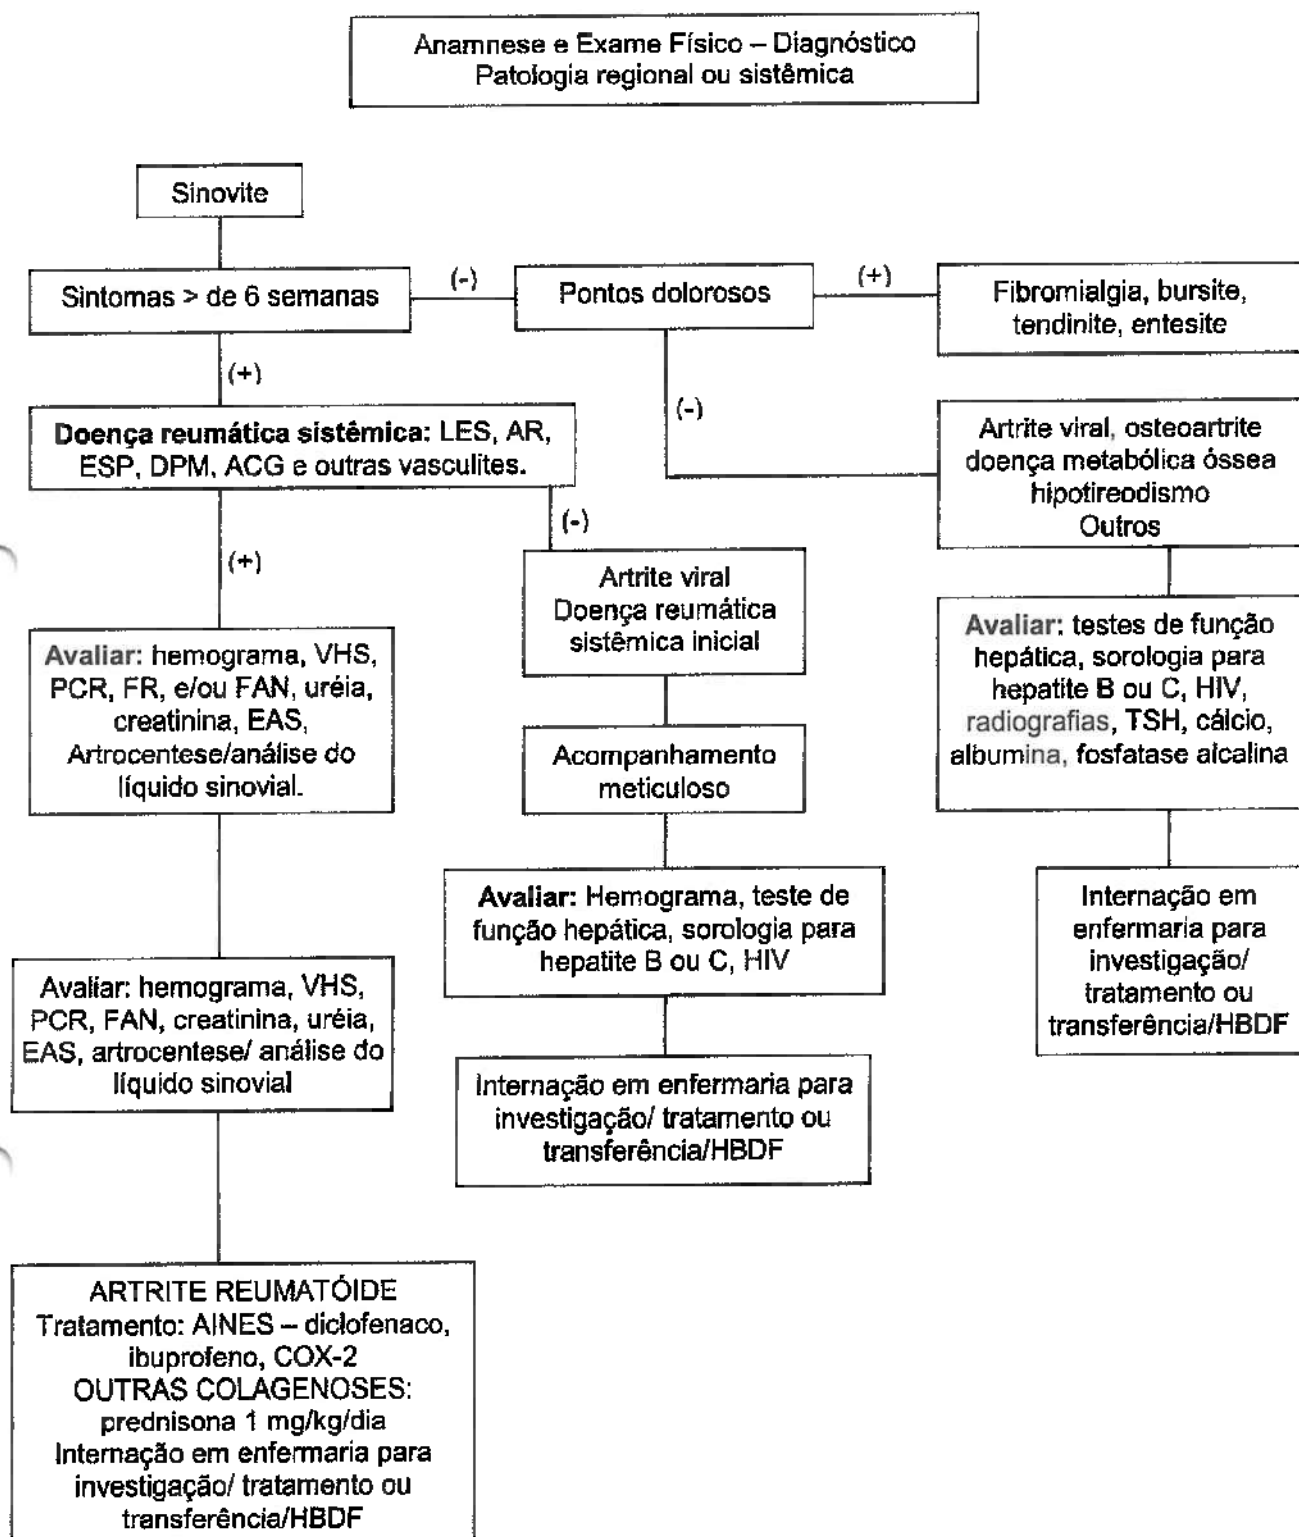 Anamnese e Exame Físico – Diagnóstico
Patologia regional ou sistêmica
Sinovite
Sintomas > de 6 semanas
(-)
Pontos dolorosos
(+)
Fibromialgia, bursite,
tendinite, entesite
(+)
(-)
Doença reumática sistêmica: LES, AR,
ESP, DPM, ACG e outras vasculites.
Artrite viral, osteoartrite
doença metabólica óssea
hipotireodismo
Outros
(+)
(-)
Artrite viral
Doença reumática
sistêmica inicial
Avaliar: hemograma, VHS,
PCR, FR, e/ou FAN, uréia,
creatinina, EAS,
Artrocentese/análise do
líquido sinovial.
Acompanhamento
meticuloso
Avaliar: testes de função
hepática, sorologia para
hepatite B ou C, HIV,
radiografias, TSH, cálcio,
albumina, fosfatase alcalina
Avaliar: Hemograma, teste de
função hepática, sorologia para
hepatite B ou C, HIV
Internação em
enfermaria para
investigação/
tratamento ou
transferência/HBDF
Avaliar: hemograma, VHS,
PCR, FAN, creatinina, uréia,
EAS, artrocentese/ análise do
líquido sinovial
Internação em enfermaria para
investigação/ tratamento ou
transferência/HBDF
ARTRITE REUMATÓIDE
Tratamento: AINES – diclofenaco,
ibuprofeno, COX-2
OUTRAS COLAGENOSES:
prednisona 1 mg/kg/dia
Internação em enfermaria para
investigação/ tratamento ou
transferência/HBDF